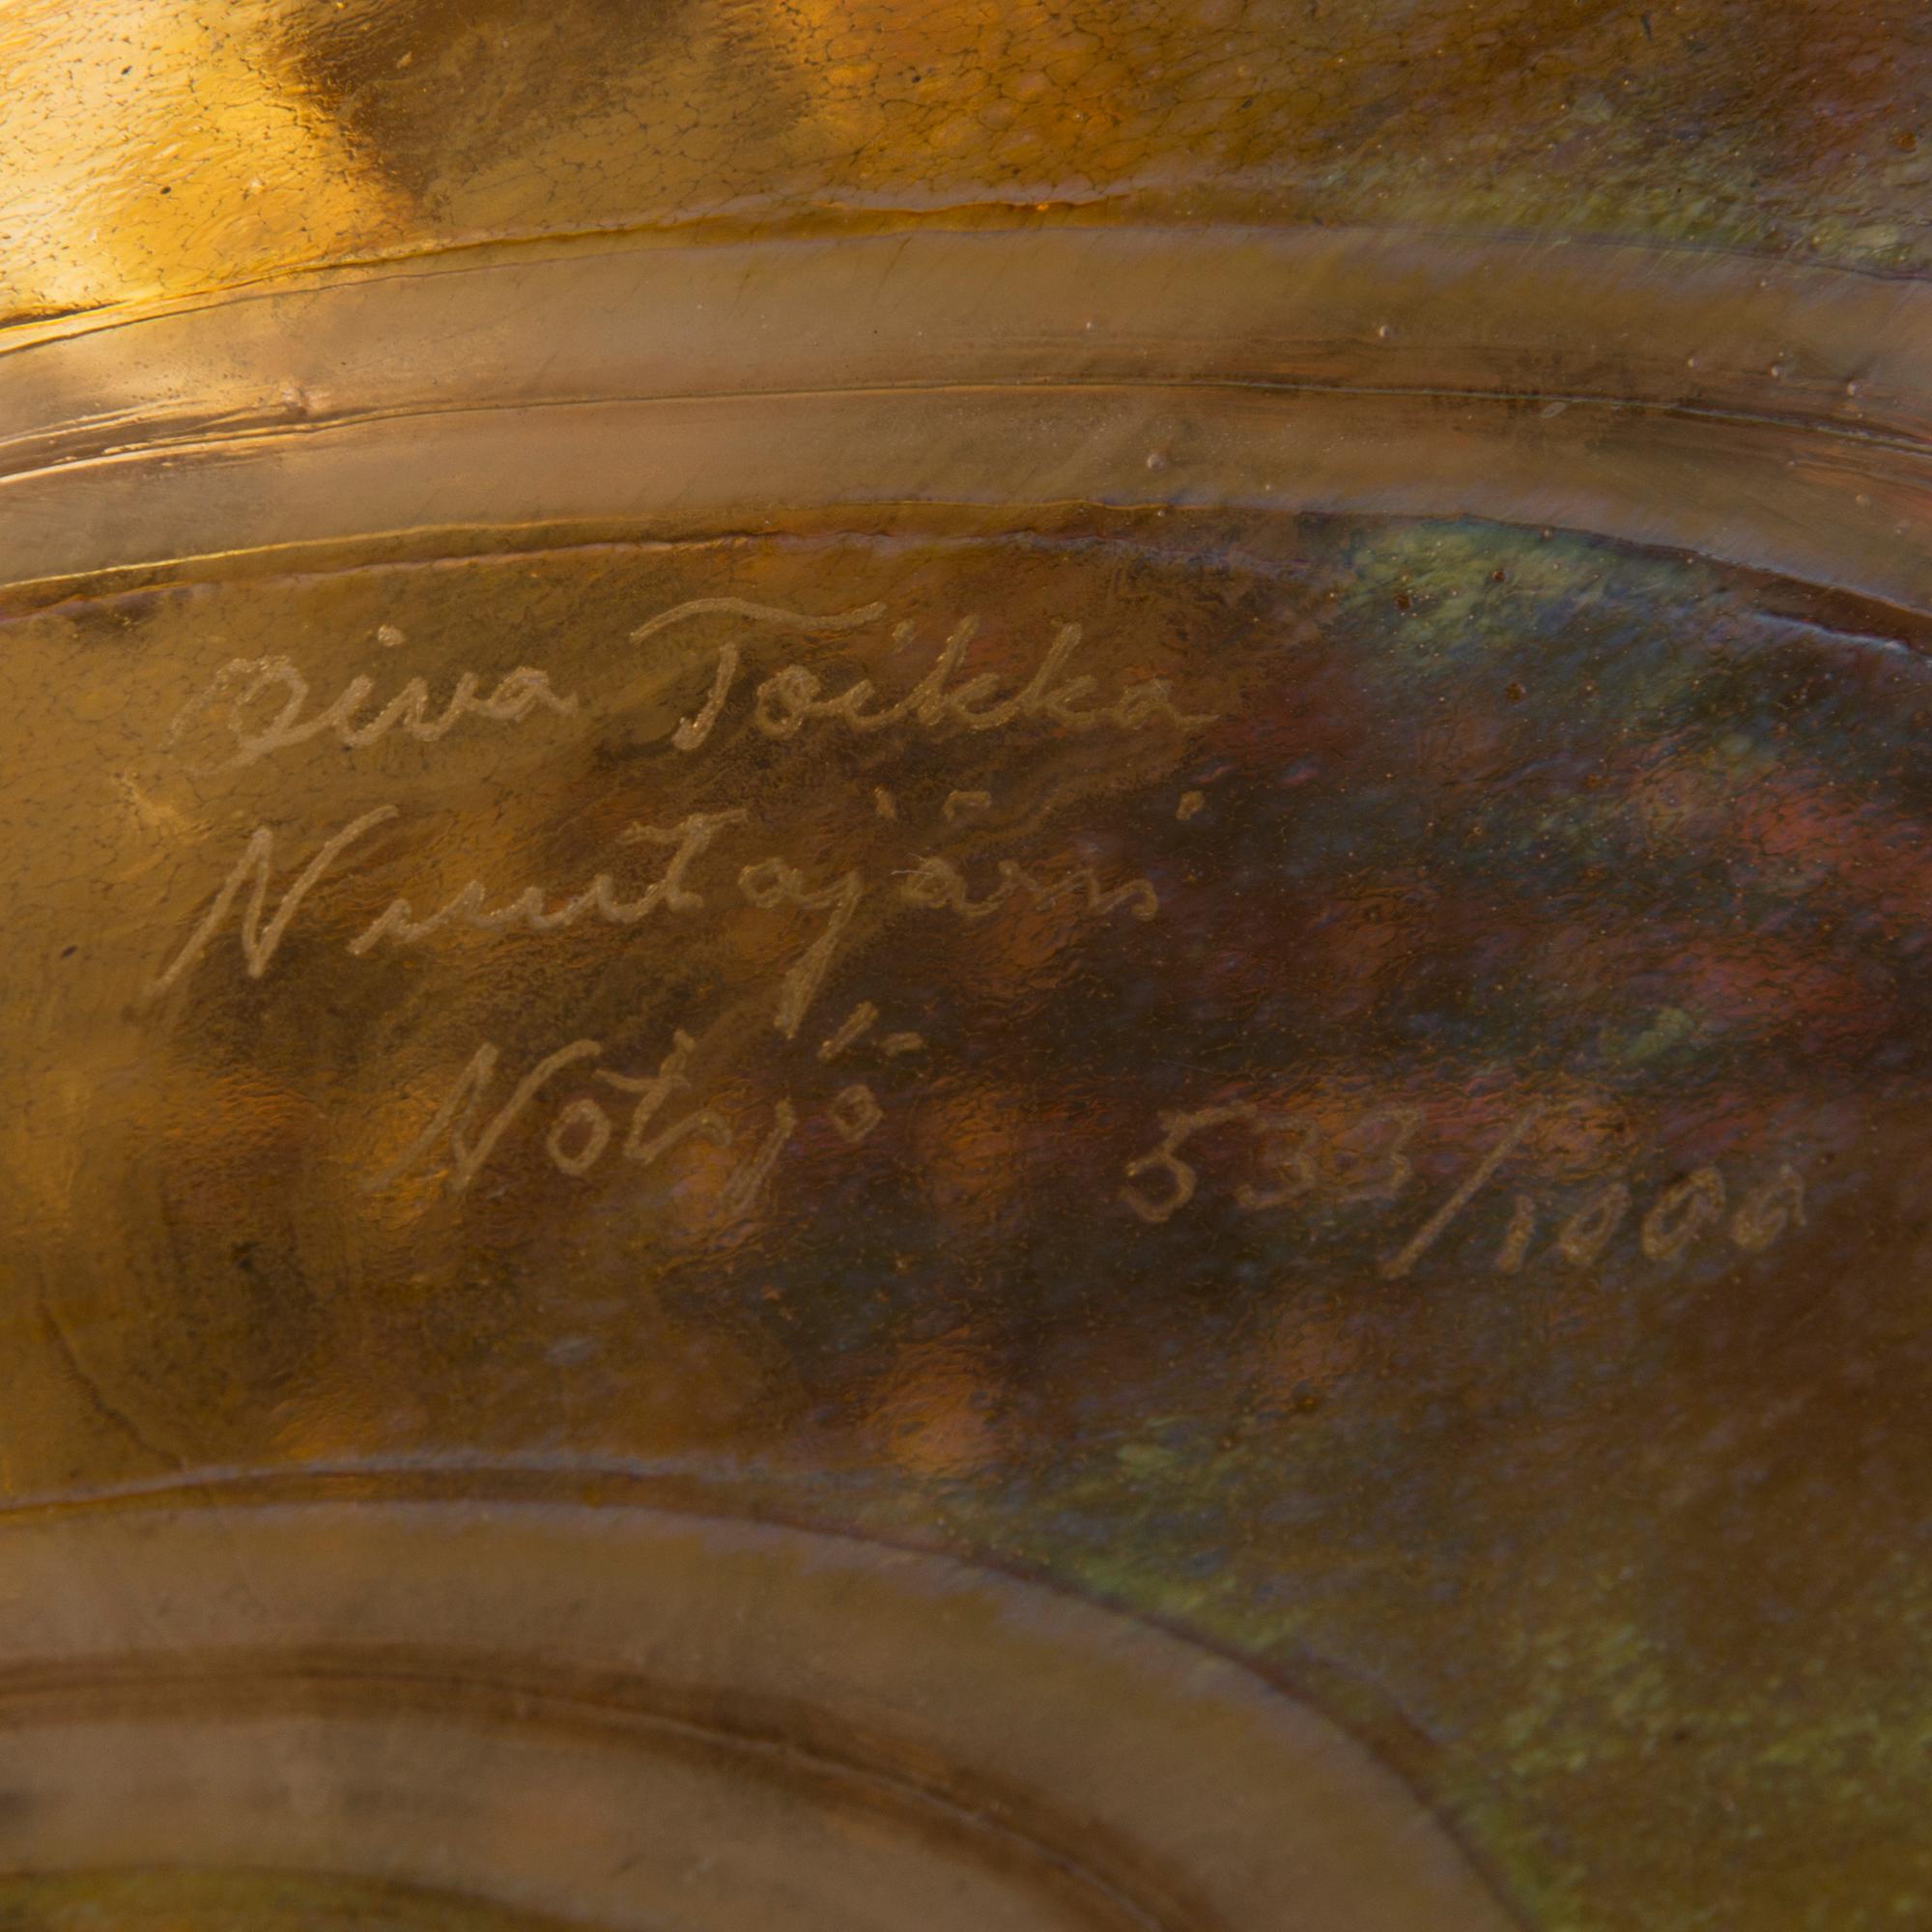 Oiva Toikka
Nuutajärvi
Notsjö 533/1000